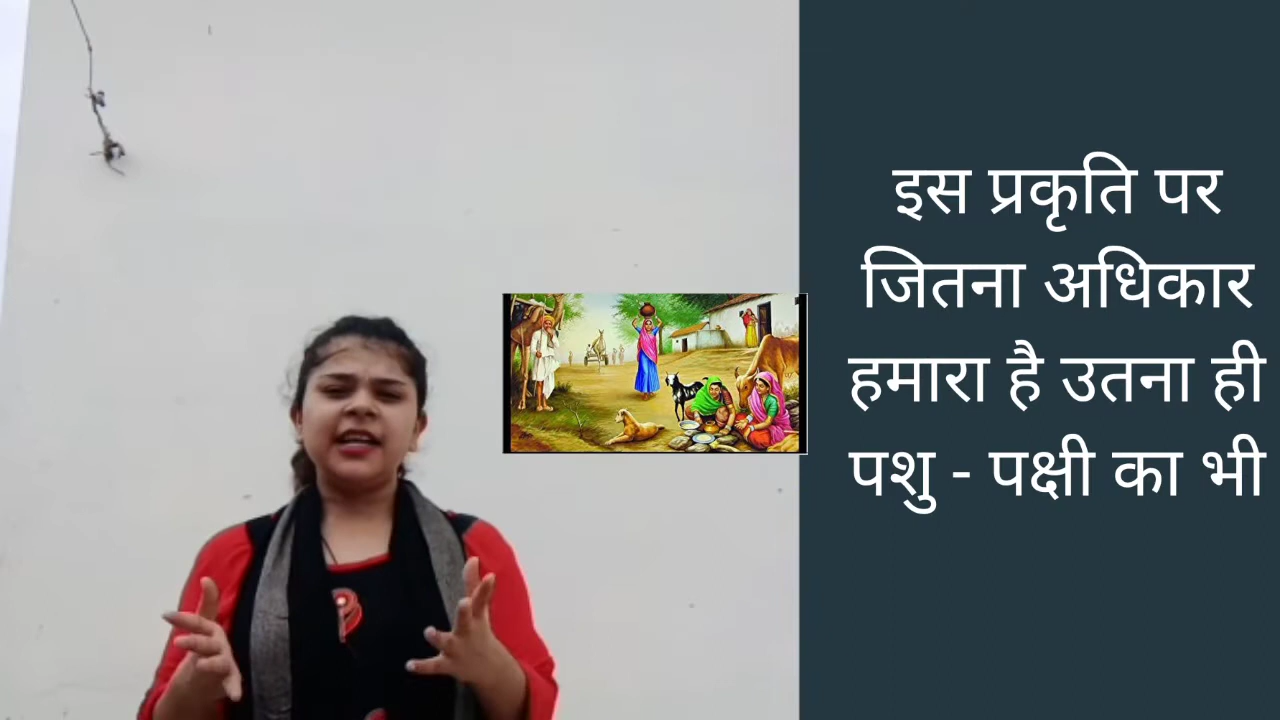 इस प्रकृति पर
जितना अधिकार
हमारा है उतना ही
पशु - पक्षी का भी